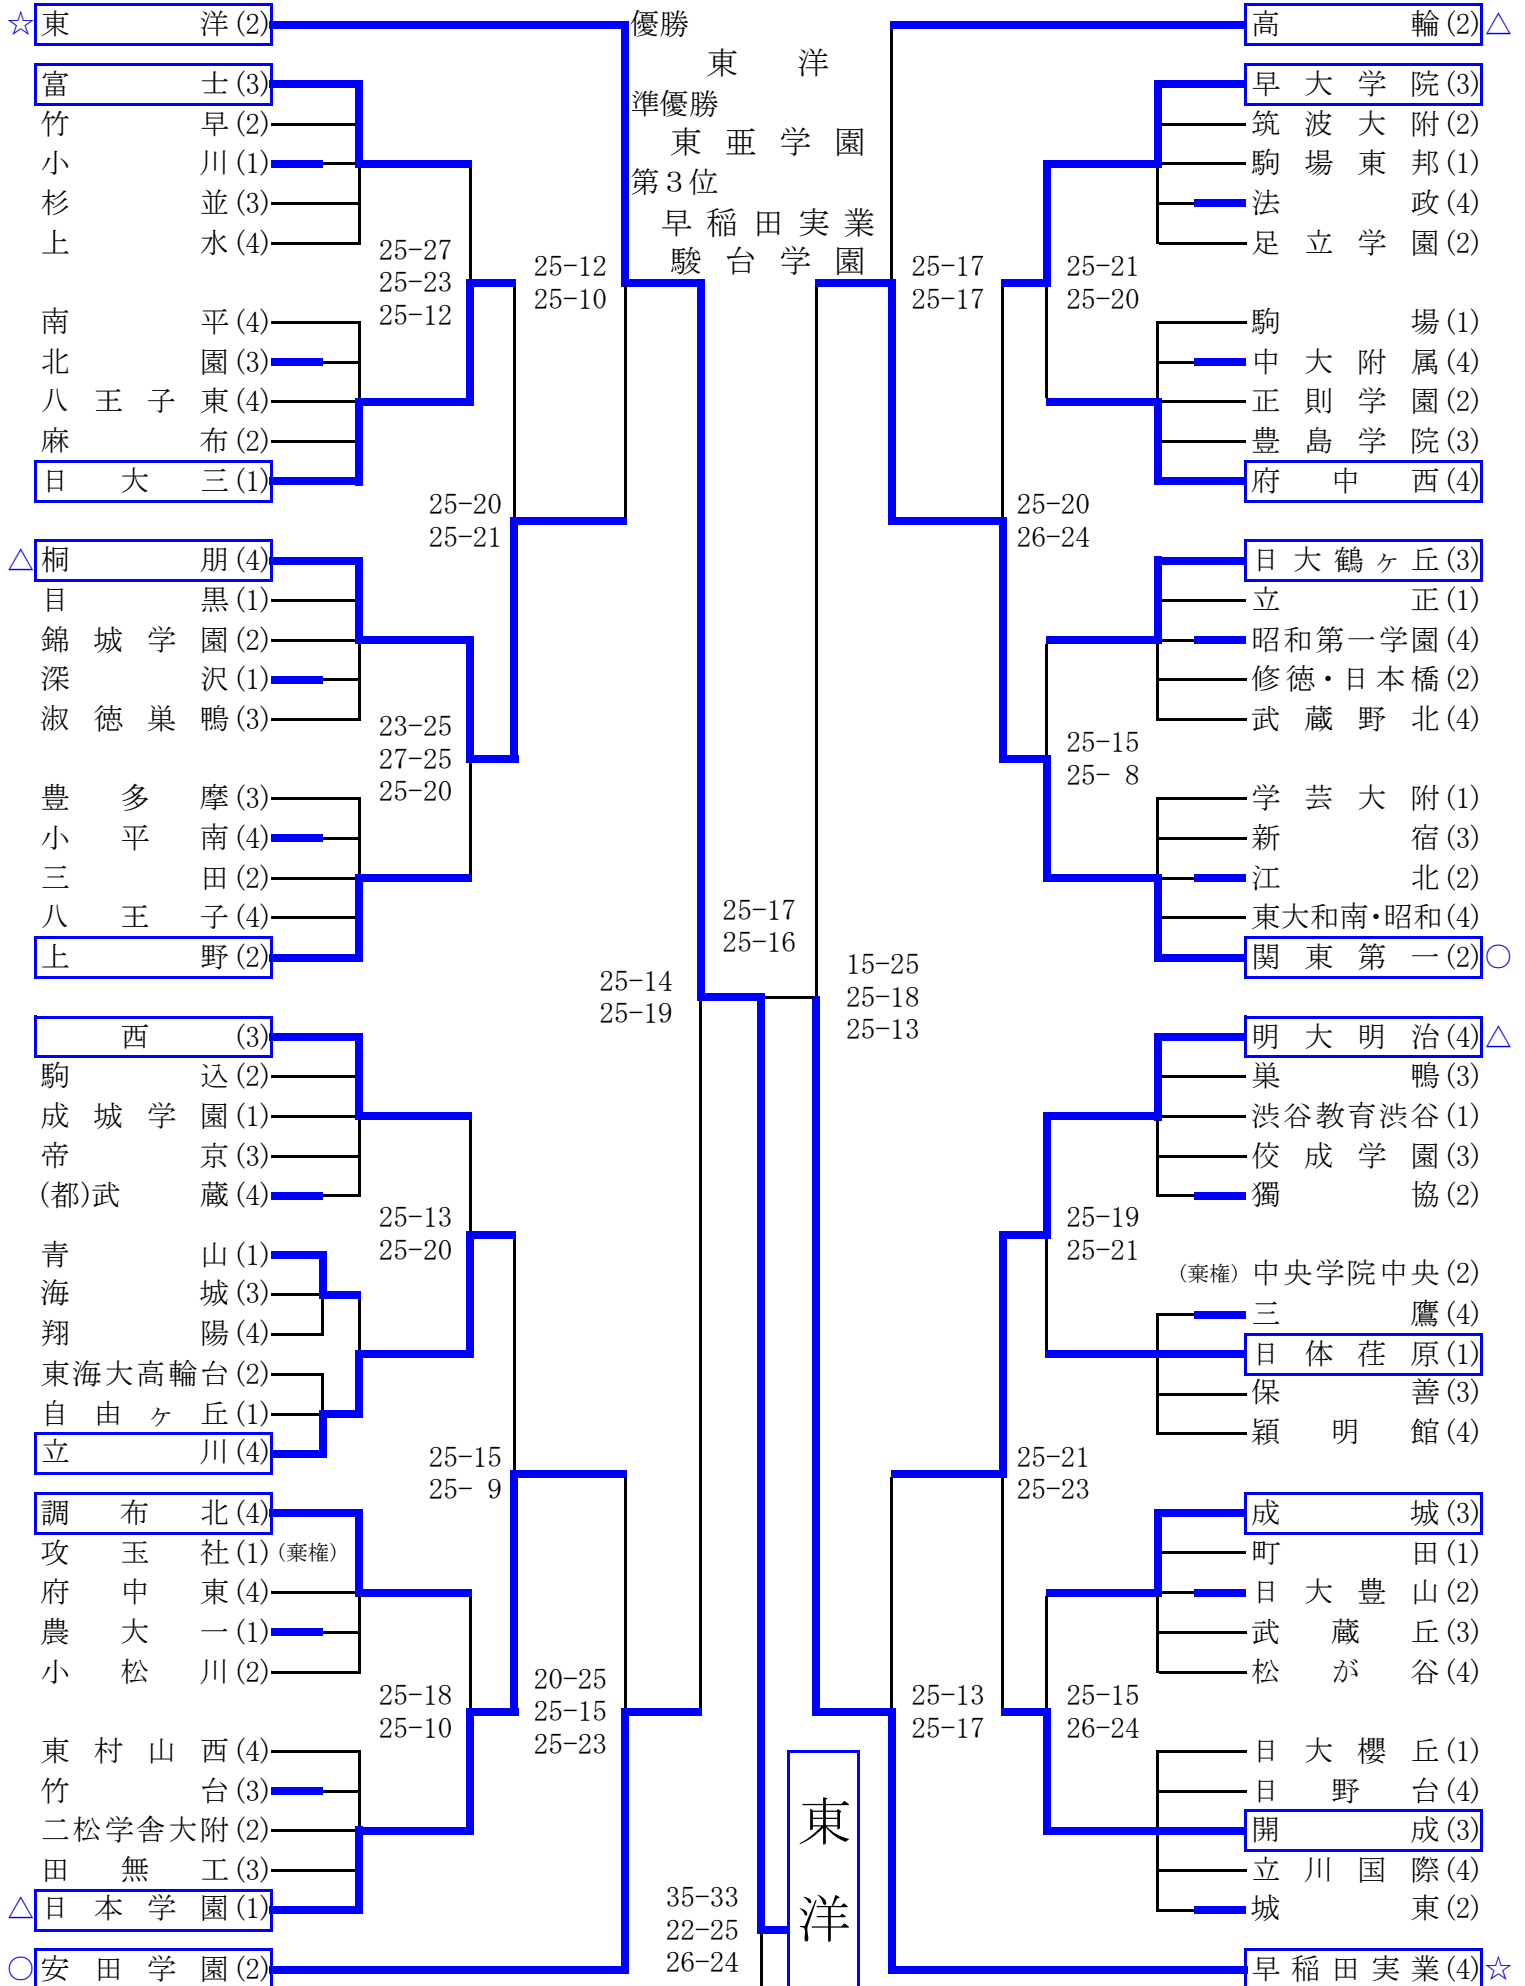 ☆東洋(2)
富士(3)
竹早(2)
小川(1)
杉並(3)
上水(4)
25-27
25-23
25-12
25-12
25-10
南平(4)
北園(3)
八王子東(4)
麻布(2)
日大三(1)
25-20
25-21
△桐朋(4)
目黒(1)
錦城学園(2)
深沢(1)
淑徳巣鴨(3)
23-25
27-25
25-20
豊多摩(3)
小平南(4)
三田(2)
八王子(4)
上野(2)
25-14
25-19
西(3)
駒込(2)
成城学園(1)
帝京(3)
(都)武蔵(4)
25-13
25-20
青山(1)
海城(3)
翔陽(4)
東海大高輪台(2)
自由ヶ丘(1)
立川(4)
25-15
25- 9
調布北(4)
攻玉社(1)(棄権)
府中東(4)
農大一(1)
小松川(2)
25-18
25-10
20-25
25-15
25-23
東村山西(4)
竹台(3)
二松学舎大附(2)
田無工(3)
△日本学園(1)
○安田学園(2)
優勝
東洋
準優勝
東亜学園
第3位
早稲田実業
駿台学園
25-17
25-16
35-33
22-25
26-24
東洋
高輪(2)△
早大学院(3)
筑波大附(2)
駒場東邦(1)
法政(4)
足立学園(2)
25-17
25-17
25-21
25-20
駒場(1)
中大附属(4)
正則学園(2)
豊島学院(3)
府中西(4)
25-20
26-24
日大鶴ヶ丘(3)
立正(1)
昭和第一学園(4)
修徳・日本橋(2)
武蔵野北(4)
25-15
25- 8
学芸大附(1)
新宿(3)
江北(2)
東大和南・昭和(4)
関東第一(2)○
15-25
25-18
25-13
明大明治(4)△
巣鴨(3)
渋谷教育渋谷(1)
佼成学園(3)
獨協(2)
25-19
25-21
(棄権)中央学院中央(2)
三鷹(4)
日体荏原(1)
保善(3)
穎明館(4)
25-21
25-23
成城(3)
町田(1)
日大豊山(2)
武蔵丘(3)
松が谷(4)
25-13
25-17
25-15
26-24
日大櫻丘(1)
日野台(4)
開成(3)
立川国際(4)
城東(2)
早稲田実業(4)☆